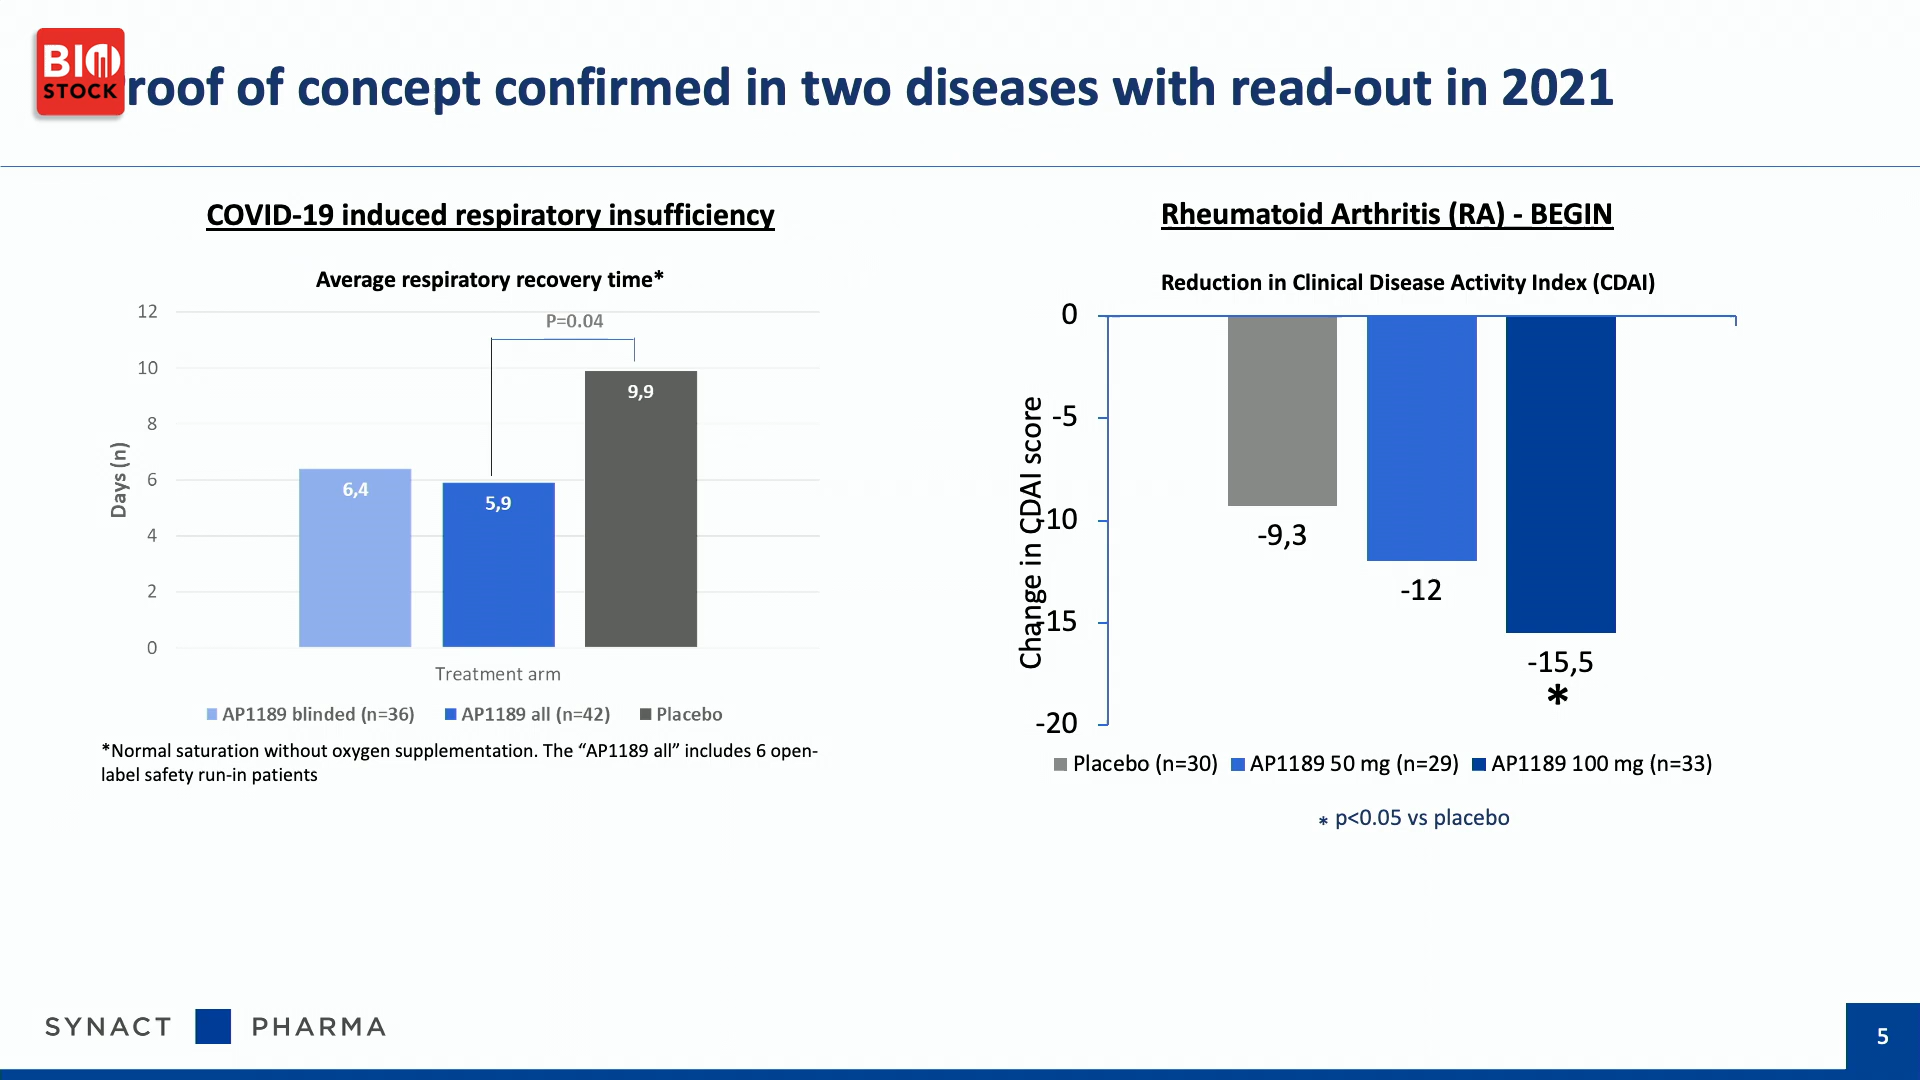 BIO
STOCK
roof of concept confirmed in two diseases with read-out in 2021
COVID-19 induced respiratory insufficiency
Average respiratory recovery time*
12
10
8
6
4
2
0
Days (n)
P=0.04
6,4
5,9
9,9
Treatment arm
AP1189 blinded (n=36) AP1189 all (n=42) Placebo
*Normal saturation without oxygen supplementation. The “AP1189 all” includes 6 open-
label safety run-in patients
Rheumatoid Arthritis (RA) - BEGIN
Reduction in Clinical Disease Activity Index (CDAI)
0
-5
-10
-15
-20
Change in CDAI score
-9,3
-12
-15,5
*
Placebo (n=30) AP1189 50 mg (n=29) AP1189 100 mg (n=33)
* p<0.05 vs placebo
SYNACT PHARMA
5